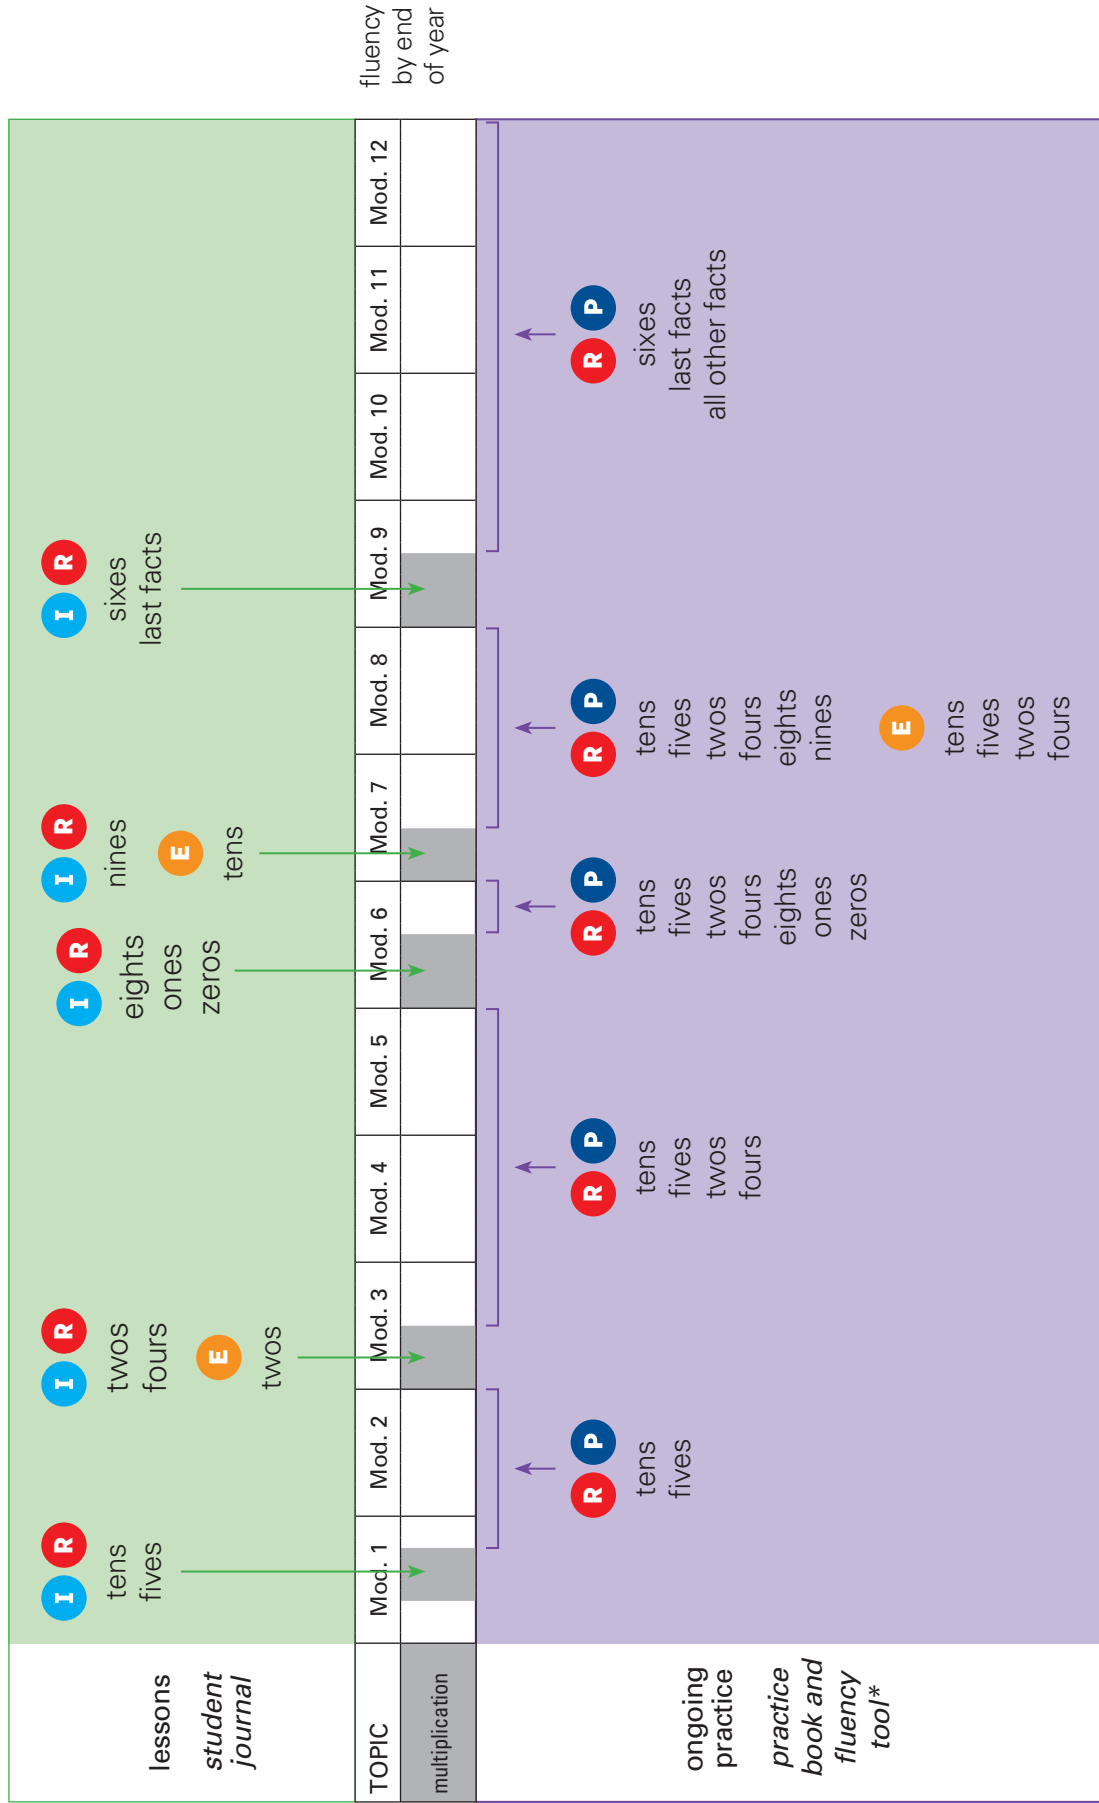 lessons
student
journal
I R
tens
fives
I R
twos
fours
E
twos
I R
eights
ones
zeros
I R
nines
E
tens
I R
sixes
last facts
TOPIC
Mod. 1
Mod. 2
Mod. 3
Mod. 4
Mod. 5
Mod. 6
Mod. 7
Mod. 8
Mod. 9
Mod. 10
Mod. 11
Mod. 12
multiplication
fluency
by end
of year
ongoing
practice
practice
book and
fluency
tool*
R P
tens
fives
R P
tens
fives
twos
fours
R P
tens
fives
twos
fours
eights
ones
zeros
R P
tens
fives
twos
fours
eights
nines
E
tens
fives
twos
fours
R P
sixes
last facts
all other facts